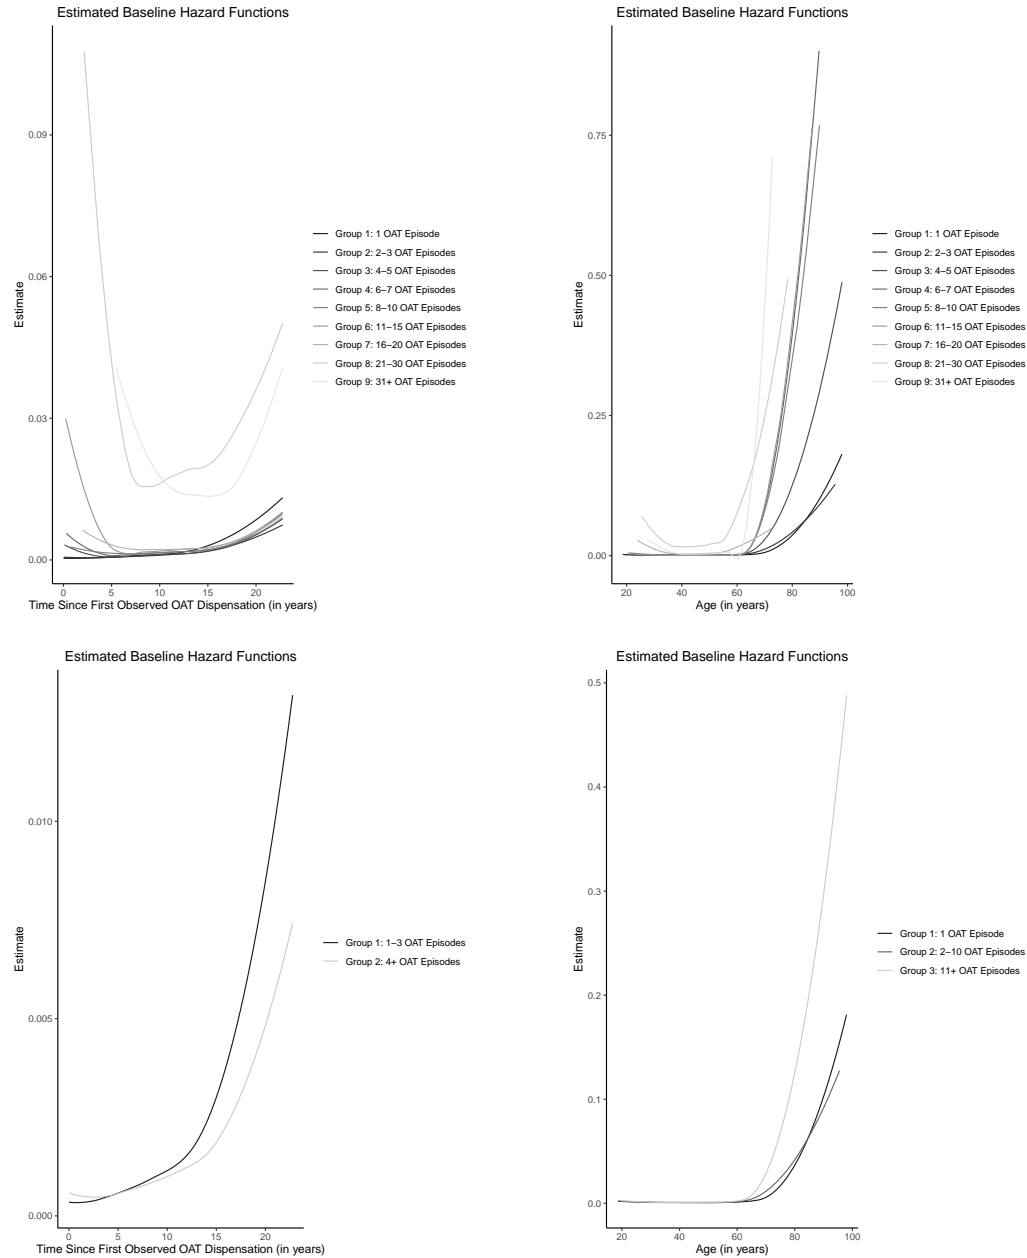 Estimated Baseline Hazard Functions
0.09
0.06
0.03
0.00
Estimate
0 5 10 15 20
Time Since First Observed OAT Dispensation (in years)
Group 1: 1 OAT Episode
Group 2: 2–3 OAT Episodes
Group 3: 4–5 OAT Episodes
Group 4: 6–7 OAT Episodes
Group 5: 8–10 OAT Episodes
Group 6: 11–15 OAT Episodes
Group 7: 16–20 OAT Episodes
Group 8: 21–30 OAT Episodes
Group 9: 31+ OAT Episodes
Estimated Baseline Hazard Functions
0.75
0.50
0.25
0.00
Estimate
20 40 60 80 100
Age (in years)
Group 1: 1 OAT Episode
Group 2: 2–3 OAT Episodes
Group 3: 4–5 OAT Episodes
Group 4: 6–7 OAT Episodes
Group 5: 8–10 OAT Episodes
Group 6: 11–15 OAT Episodes
Group 7: 16–20 OAT Episodes
Group 8: 21–30 OAT Episodes
Group 9: 31+ OAT Episodes
Estimated Baseline Hazard Functions
0.010
0.005
0.000
Estimate
0 5 10 15 20
Time Since First Observed OAT Dispensation (in years)
Group 1: 1–3 OAT Episodes
Group 2: 4+ OAT Episodes
Estimated Baseline Hazard Functions
0.5
0.4
0.3
0.2
0.1
0.0
Estimate
20 40 60 80 100
Age (in years)
Group 1: 1 OAT Episode
Group 2: 2–10 OAT Episodes
Group 3: 11+ OAT Episodes